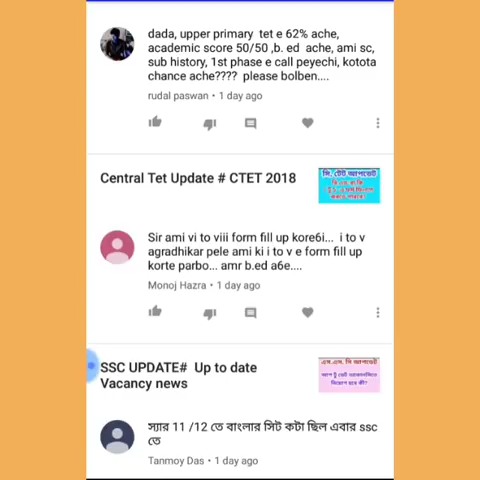 dada, upper primary tet e 62% ache,
academic score 50/50 ,b. ed ache, ami sc,
sub history, 1st phase e call peyechi, kotota
chance ache???? please bolben....
rudal paswan • 1 day ago
Central Tet Update # CTET 2018
সি. টেট আপডেট
Sir ami vi to viii form fill up kore6i... i to v
agradhikar pele ami ki i to v e form fill up
korte parbo... amr b.ed a6e....
Monoj Hazra • 1 day ago
SSC UPDATE# Up to date
Vacancy news
এস.এস. সি আপডেট
স্যার 11 /12 তে বাংলার সিট কটা ছিল এবার ssc
তে
Tanmoy Das • 1 day ago